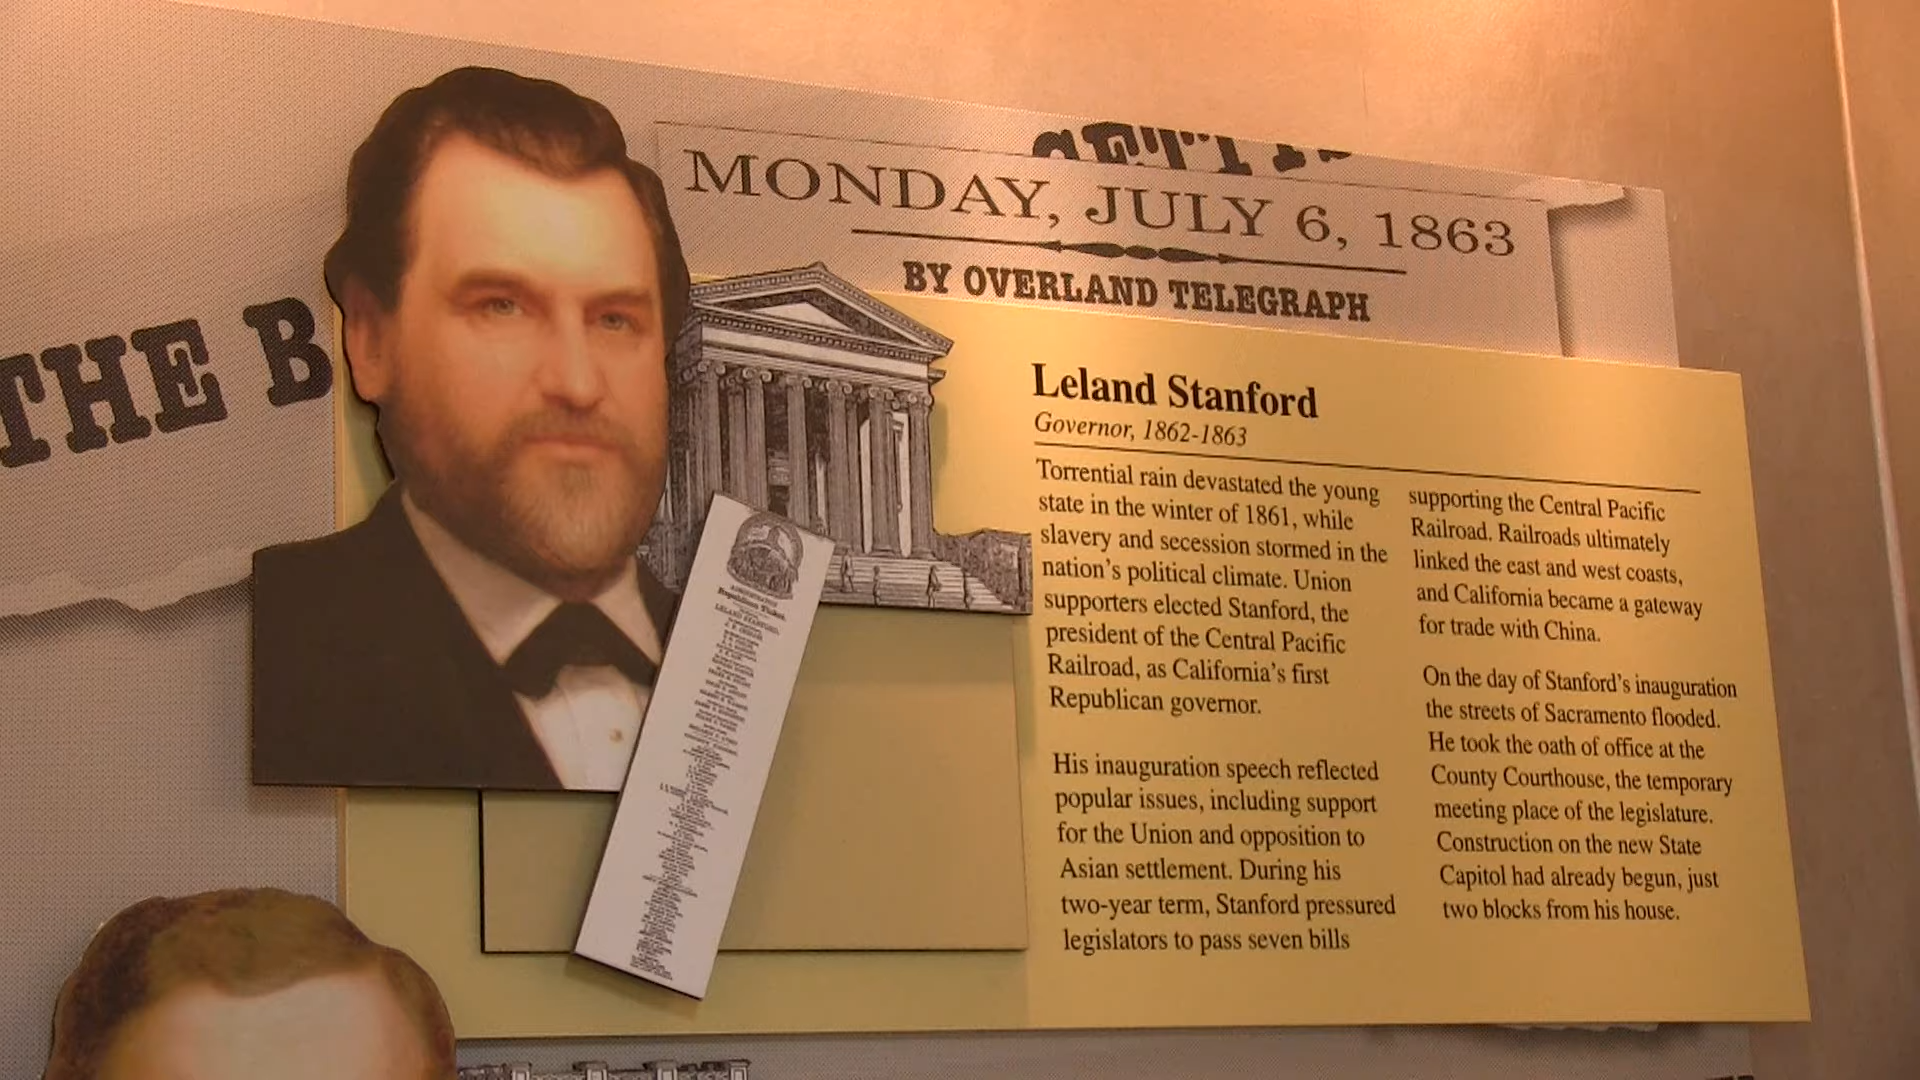 THE B
MONDAY, JULY 6, 1863
BY OVERLAND TELEGRAPH
Leland Stanford
Governor, 1862-1863
Torrential rain devastated the young
state in the winter of 1861, while
slavery and secession stormed in the
nation's political climate. Union
supporters elected Stanford, the
president of the Central Pacific
Railroad, as California's first
Republican governor.
His inauguration speech reflected
popular issues, including support
for the Union and opposition to
Asian settlement. During his
two-year term, Stanford pressured
legislators to pass seven bills
supporting the Central Pacific
Railroad. Railroads ultimately
linked the east and west coasts,
and California became a gateway
for trade with China.
On the day of Stanford's inauguration
the streets of Sacramento flooded.
He took the oath of office at the
County Courthouse, the temporary
meeting place of the legislature.
Construction on the new State
Capitol had already begun, just
two blocks from his house.
ADMINISTRATION
Republican Ticket.
LELAND STANFORD,